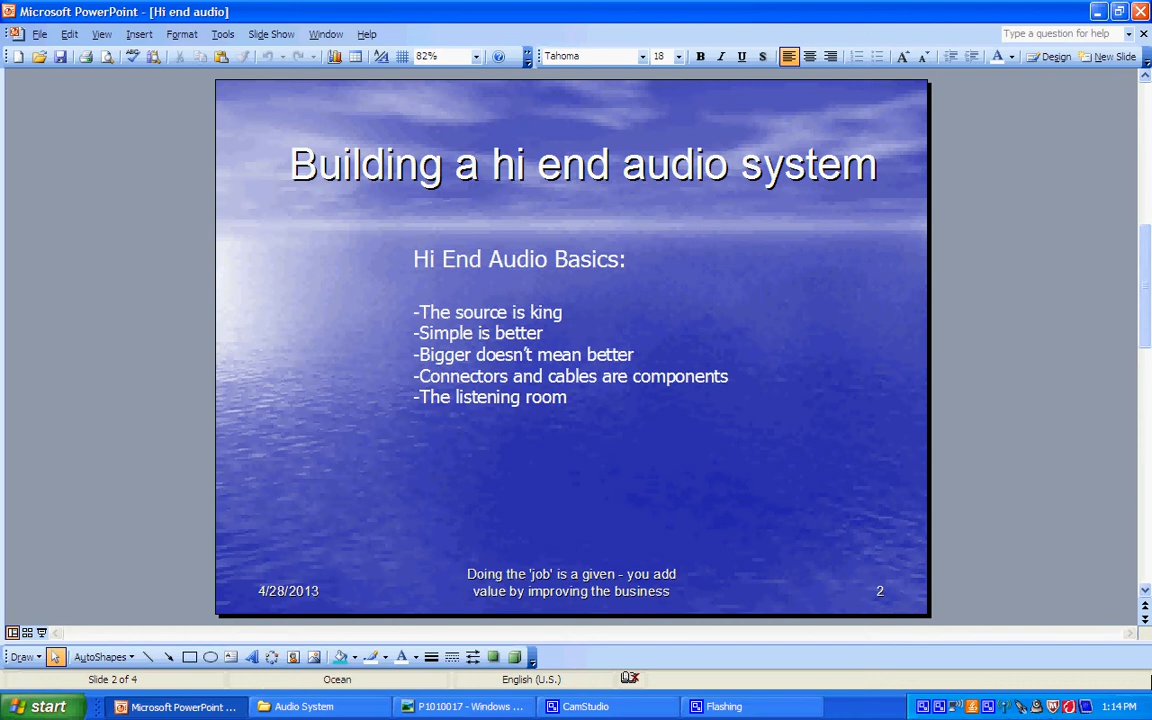 Microsoft PowerPoint - [Hi end audio]
File Edit View Insert Format Tools Slide Show Window Help
Type a question for help
82%
Tahoma
18
B I U S
A
Design
New Slide
Building a hi end audio system
Hi End Audio Basics:
-The source is king
-Simple is better
-Bigger doesn't mean better
-Connectors and cables are components
-The listening room
Doing the 'job' is a given - you add
value by improving the business
4/28/2013
2
Draw
AutoShapes
Slide 2 of 4
Ocean
English (U.S.)
start
Microsoft PowerPoint ...
Audio System
P1010017 - Windows ...
CamStudio
Flashing
1:14 PM